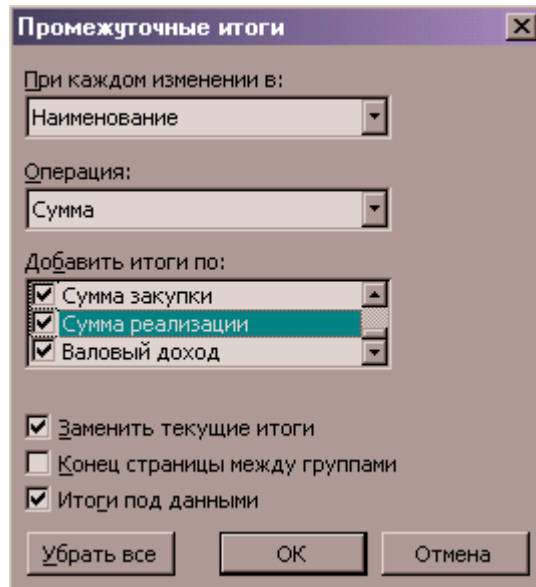 Промежуточные итоги
При каждом изменении в:
Наименование
Операция:
Сумма
Добавить итоги по:
Сумма закупки
Сумма реализации
Валовый доход
Заменить текущие итоги
Конец страницы между группами
Итоги под данными
Убрать все ОК Отмена